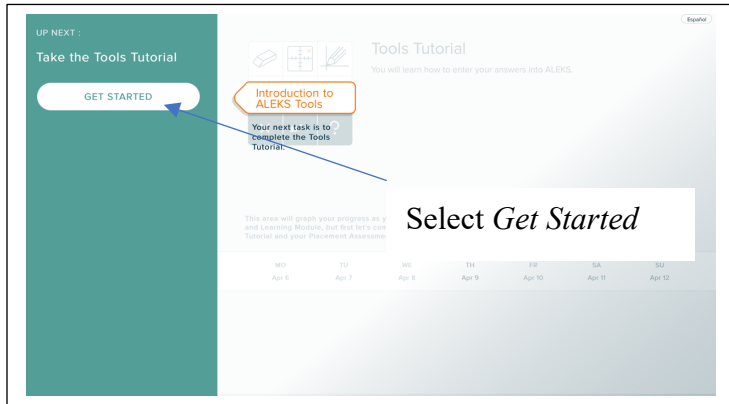 Español
UP NEXT :
Take the Tools Tutorial
GET STARTED
Tools Tutorial
You will learn how to enter your answers into ALEKS.
Introduction to
ALEKS Tools
Your next task is to
complete the Tools
Tutorial.
?
This area will graph your progress as y
and Learning Module, but first let's com
Tutorial and your Placement Assessme
Select Get Started
MO TU WE TH FR SA SU
Apr 6 Apr 7 Apr 8 Apr 9 Apr 10 Apr 11 Apr 12